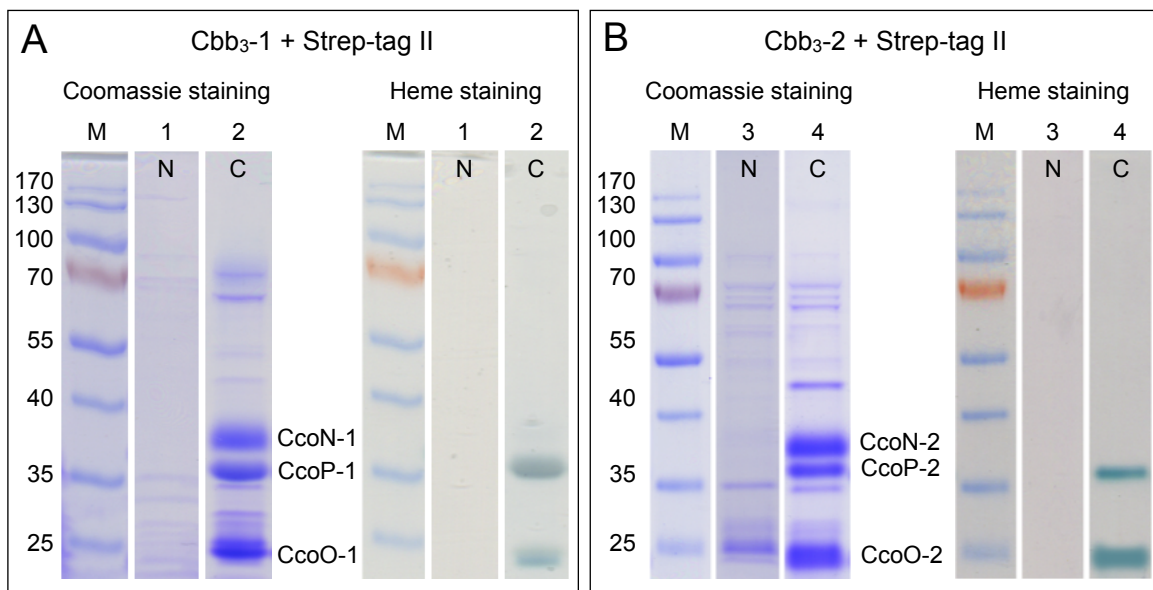 A
Cbb₃-1 + Strep-tag II
Coomassie staining
Heme staining
M 1 2
M 1 2
N C
N C
170
130
100
70
55
40
35
25
CcoN-1
CcoP-1
CcoO-1
B
Cbb₃-2 + Strep-tag II
Coomassie staining
Heme staining
M 3 4
M 3 4
N C
N C
170
130
100
70
55
40
35
25
CcoN-2
CcoP-2
CcoO-2